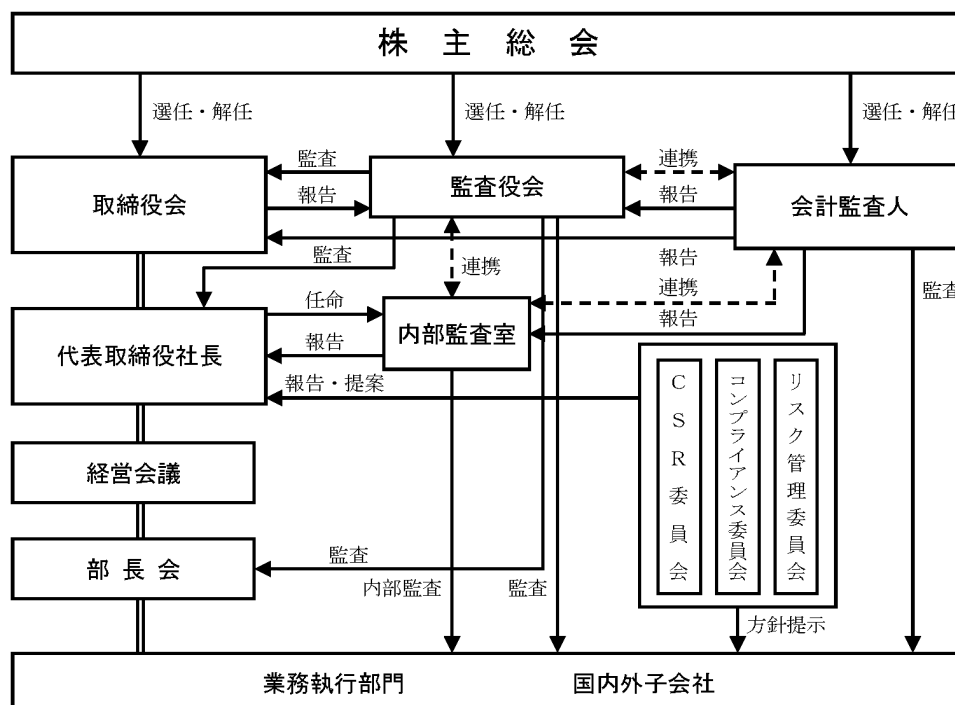 株主総会
選任・解任
選任・解任
選任・解任
取締役会
監査
報告
監査役会
連携
報告
会計監査人
監査
連携
報告
連携
報告
監査
代表取締役社長
任命
報告
報告・提案
内部監査室
CSR委員会
コンプライアンス委員会
リスク管理委員会
経営会議
部長会
監査
内部監査
監査
方針提示
業務執行部門
国内外子会社